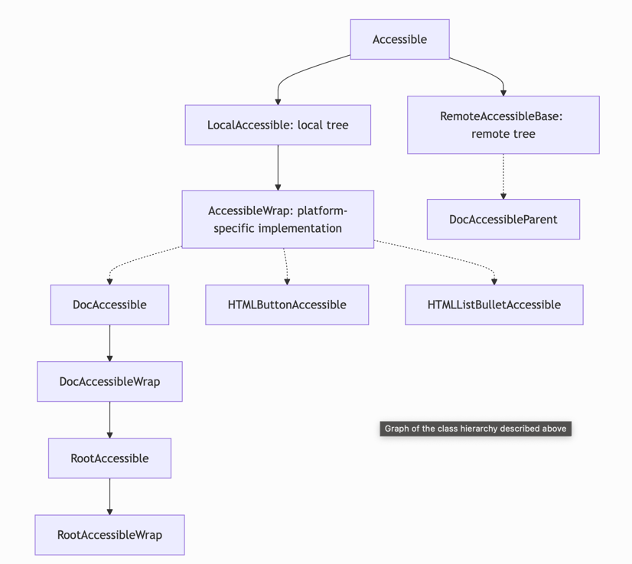 Accessible
LocalAccessible: local tree
RemoteAccessibleBase:
remote tree
AccessibleWrap: platform-
specific implementation
DocAccessibleParent
DocAccessible
HTMLButtonAccessible
HTMLListBulletAccessible
DocAccessibleWrap
Graph of the class hierarchy described above
RootAccessible
RootAccessibleWrap